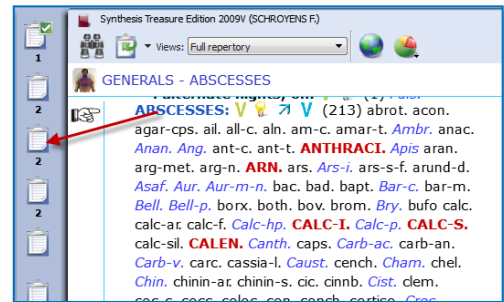 Synthesis Treasure Edition 2009V (SCHROYENS F.)
Views: Full repertory
GENERALS - ABSCESSES
1
2
2
2
(1)
ABSCESSES: (213) abrot. acon.
agar-cps. ail. all-c. aln. am-c. amar-t. Ambr. anac.
Anan. Ang. ant-c. ant-t. ANTHRACI. Apis aran.
arg-met. arg-n. ARN. ars. Ars-i. ars-s-f. arund-d.
Asaf. Aur. Aur-m-n. bac. bad. bapt. Bar-c. bar-m.
Bell. Bell-p. borx. both. bov. brom. Bry. bufo calc.
calc-ar. calc-f. Calc-hp. CALC-I. Calc-p. CALC-S.
calc-sil. CALEN. Canth. caps. Carb-ac. carb-an.
Carb-v. carc. cassia-l. Caust. cench. Cham. chel.
Chin. chinin-ar. chinin-s. cic. cinnb. Cist. clem.